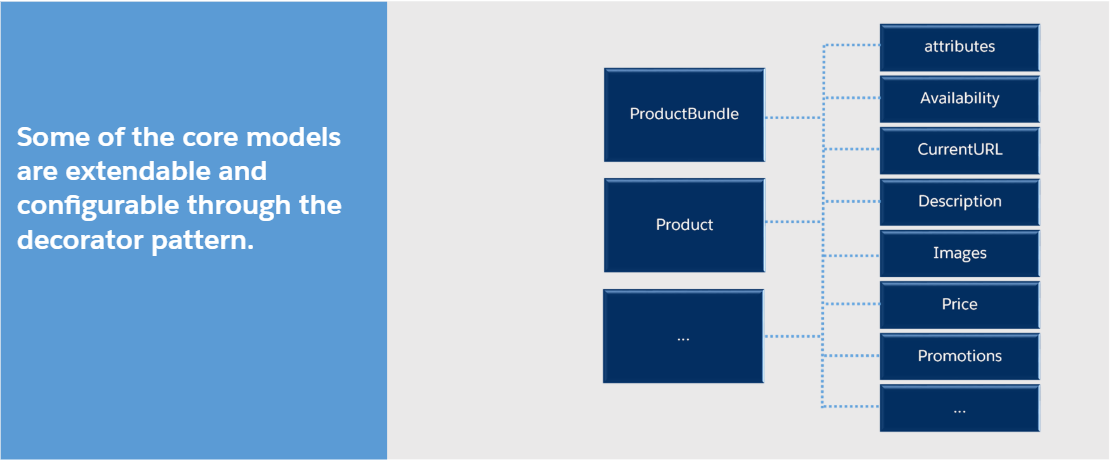 Some of the core models
are extendable and
configurable through the
decorator pattern.
ProductBundle
Product
...
attributes
Availability
CurrentURL
Description
Images
Price
Promotions
...